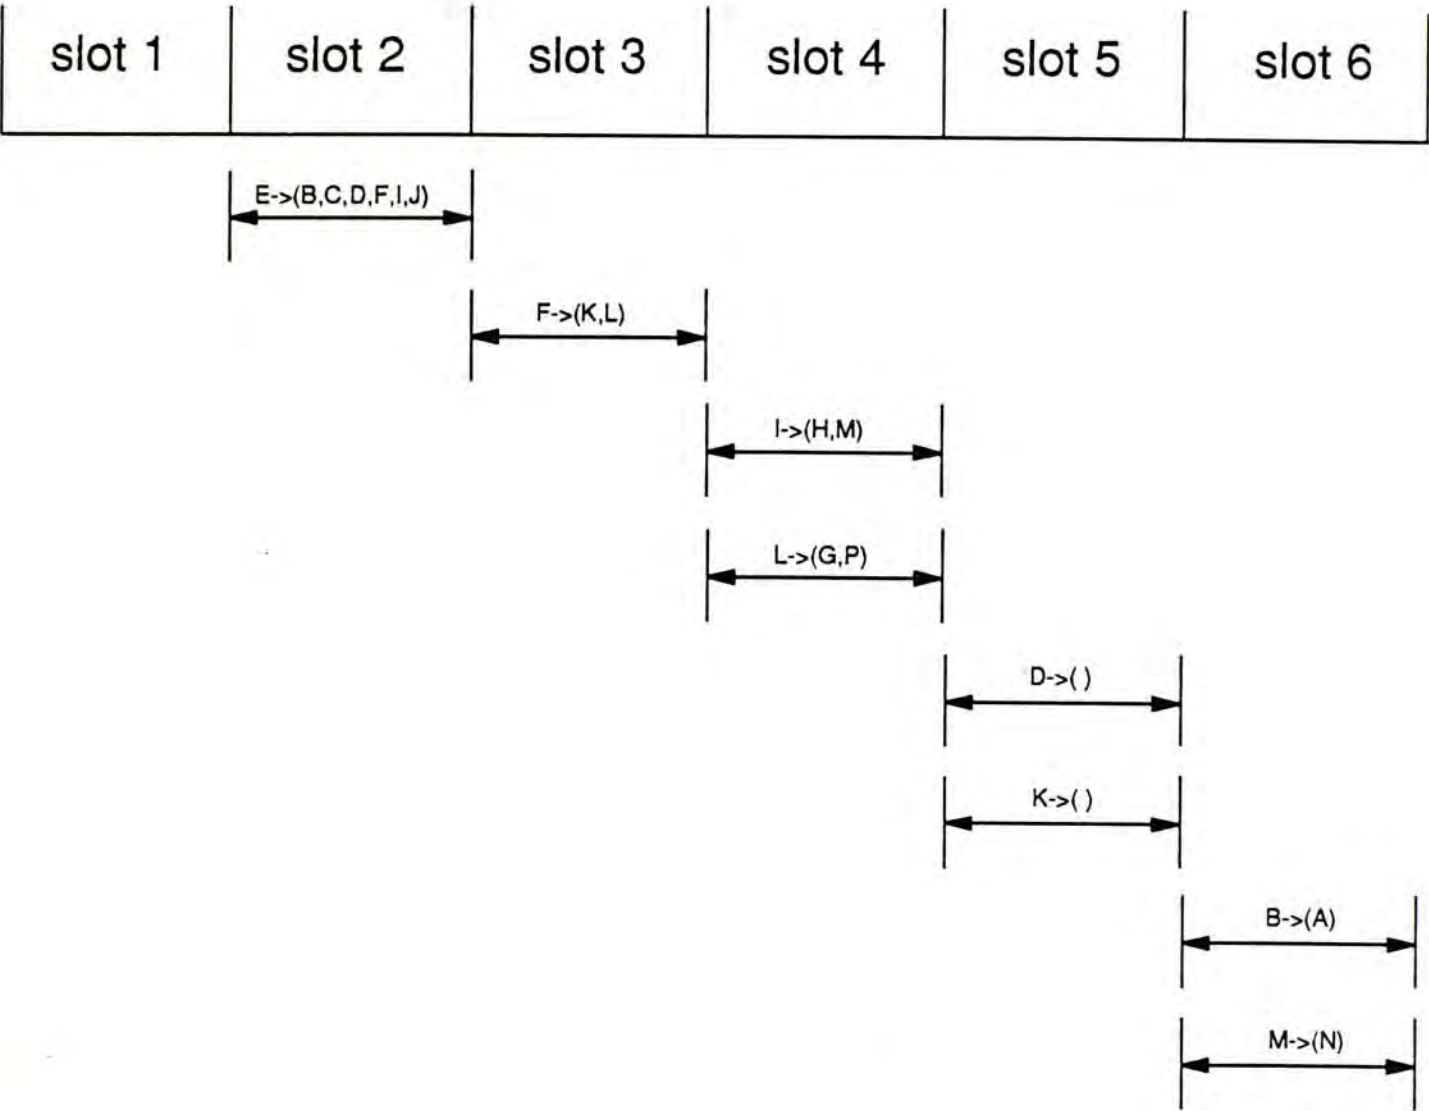 slot 1 slot 2 slot 3 slot 4 slot 5 slot 6
E->(B,C,D,F,I,J)
F->(K,L)
I->(H,M)
L->(G,P)
D->( )
K->( )
B->(A)
M->(N)